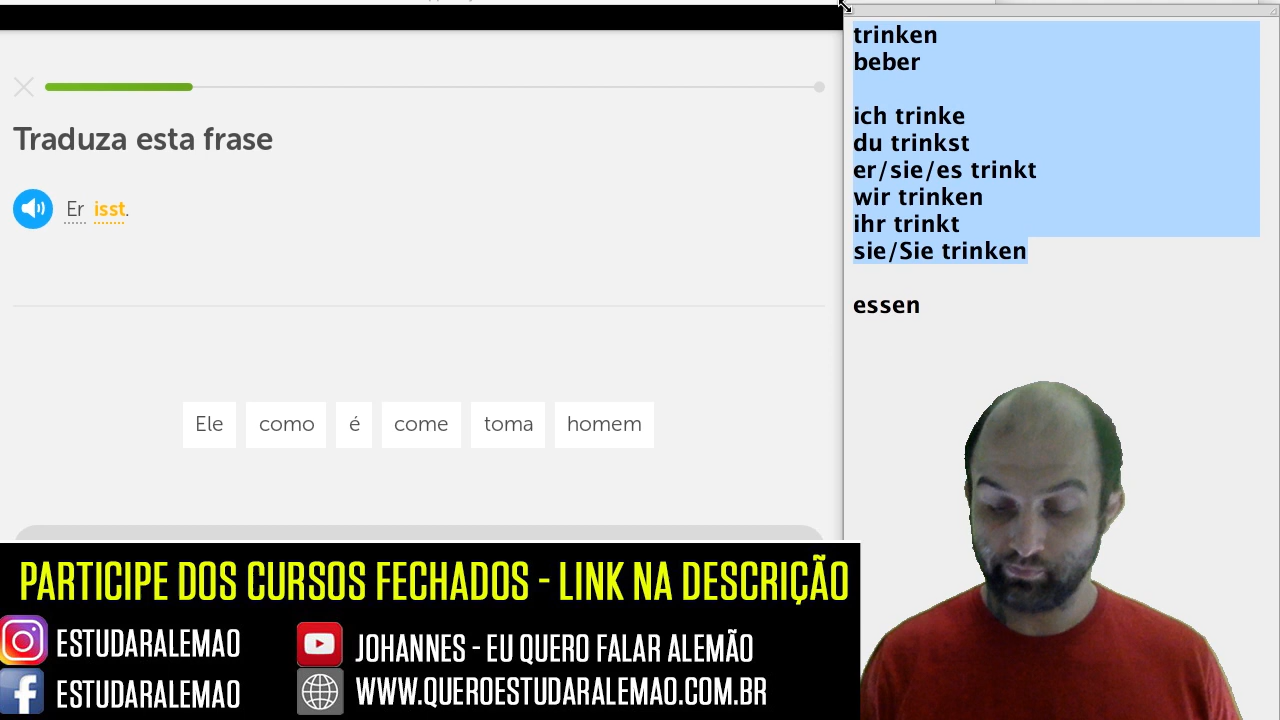 Traduza esta frase
Er isst.
Ele como é come toma homem
trinken
beber
ich trinke
du trinkst
er/sie/es trinkt
wir trinken
ihr trinkt
sie/Sie trinken
essen
PARTICIPE DOS CURSOS FECHADOS - LINK NA DESCRIÇÃO
ESTUDARALEMAO
JOHANNES - EU QUERO FALAR ALEMÃO
ESTUDARALEMAO
WWW.QUEROESTUDARALEMAO.COM.BR